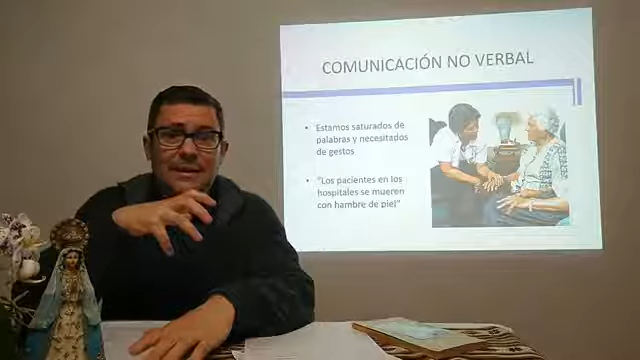 COMUNICACIÓN NO VERBAL
• Estamos saturados de
palabras y necesitados
de gestos
• "Los pacientes en los
hospitales se mueren
con hambre de piel"